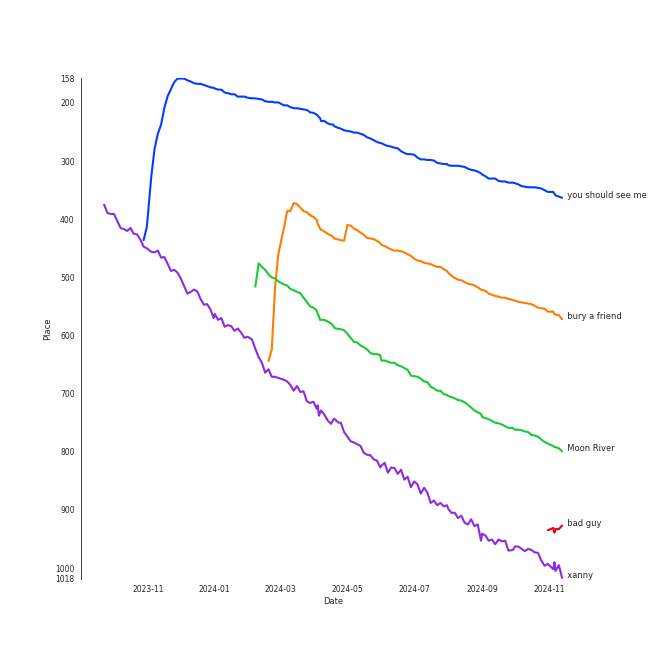 158
200
300
400
500
600
700
800
900
1000
1018
Place
you should see me
bury a friend
Moon River
bad guy
xanny
2023-11
2024-01
2024-03
2024-05
2024-07
2024-09
2024-11
Date